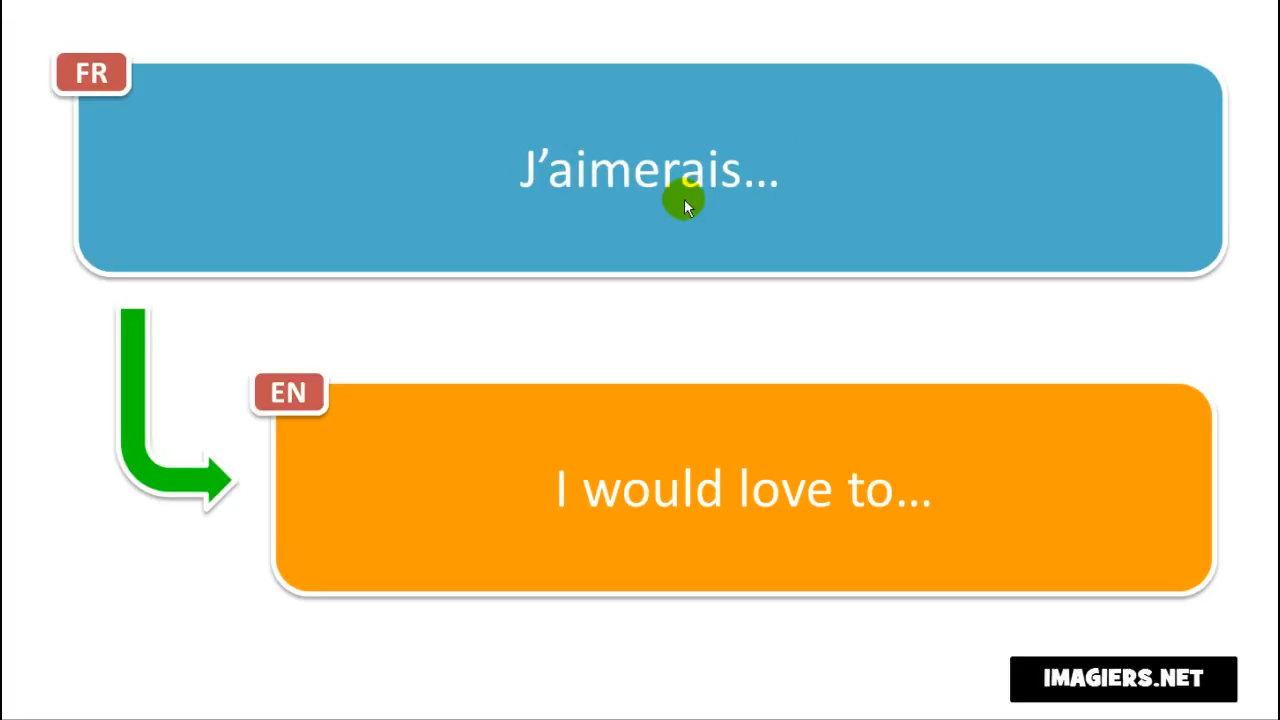 FR
J’aimerais…
EN
I would love to…
IMAGIERS.NET